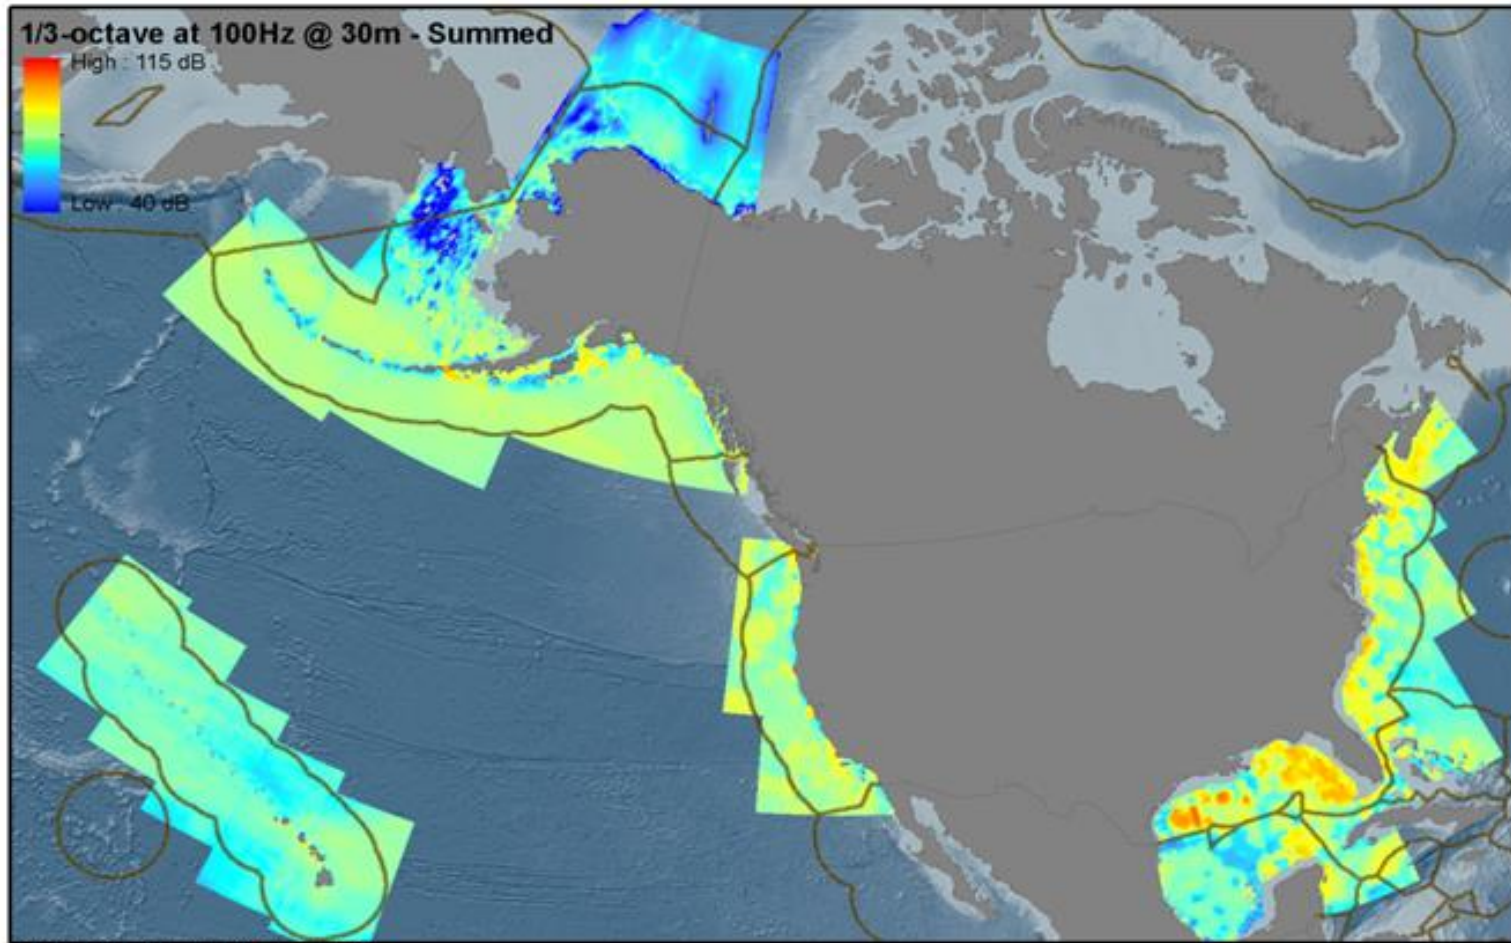 1/3-octave at 100Hz @ 30m - Summed
High : 115 dB
Low : 40 dB